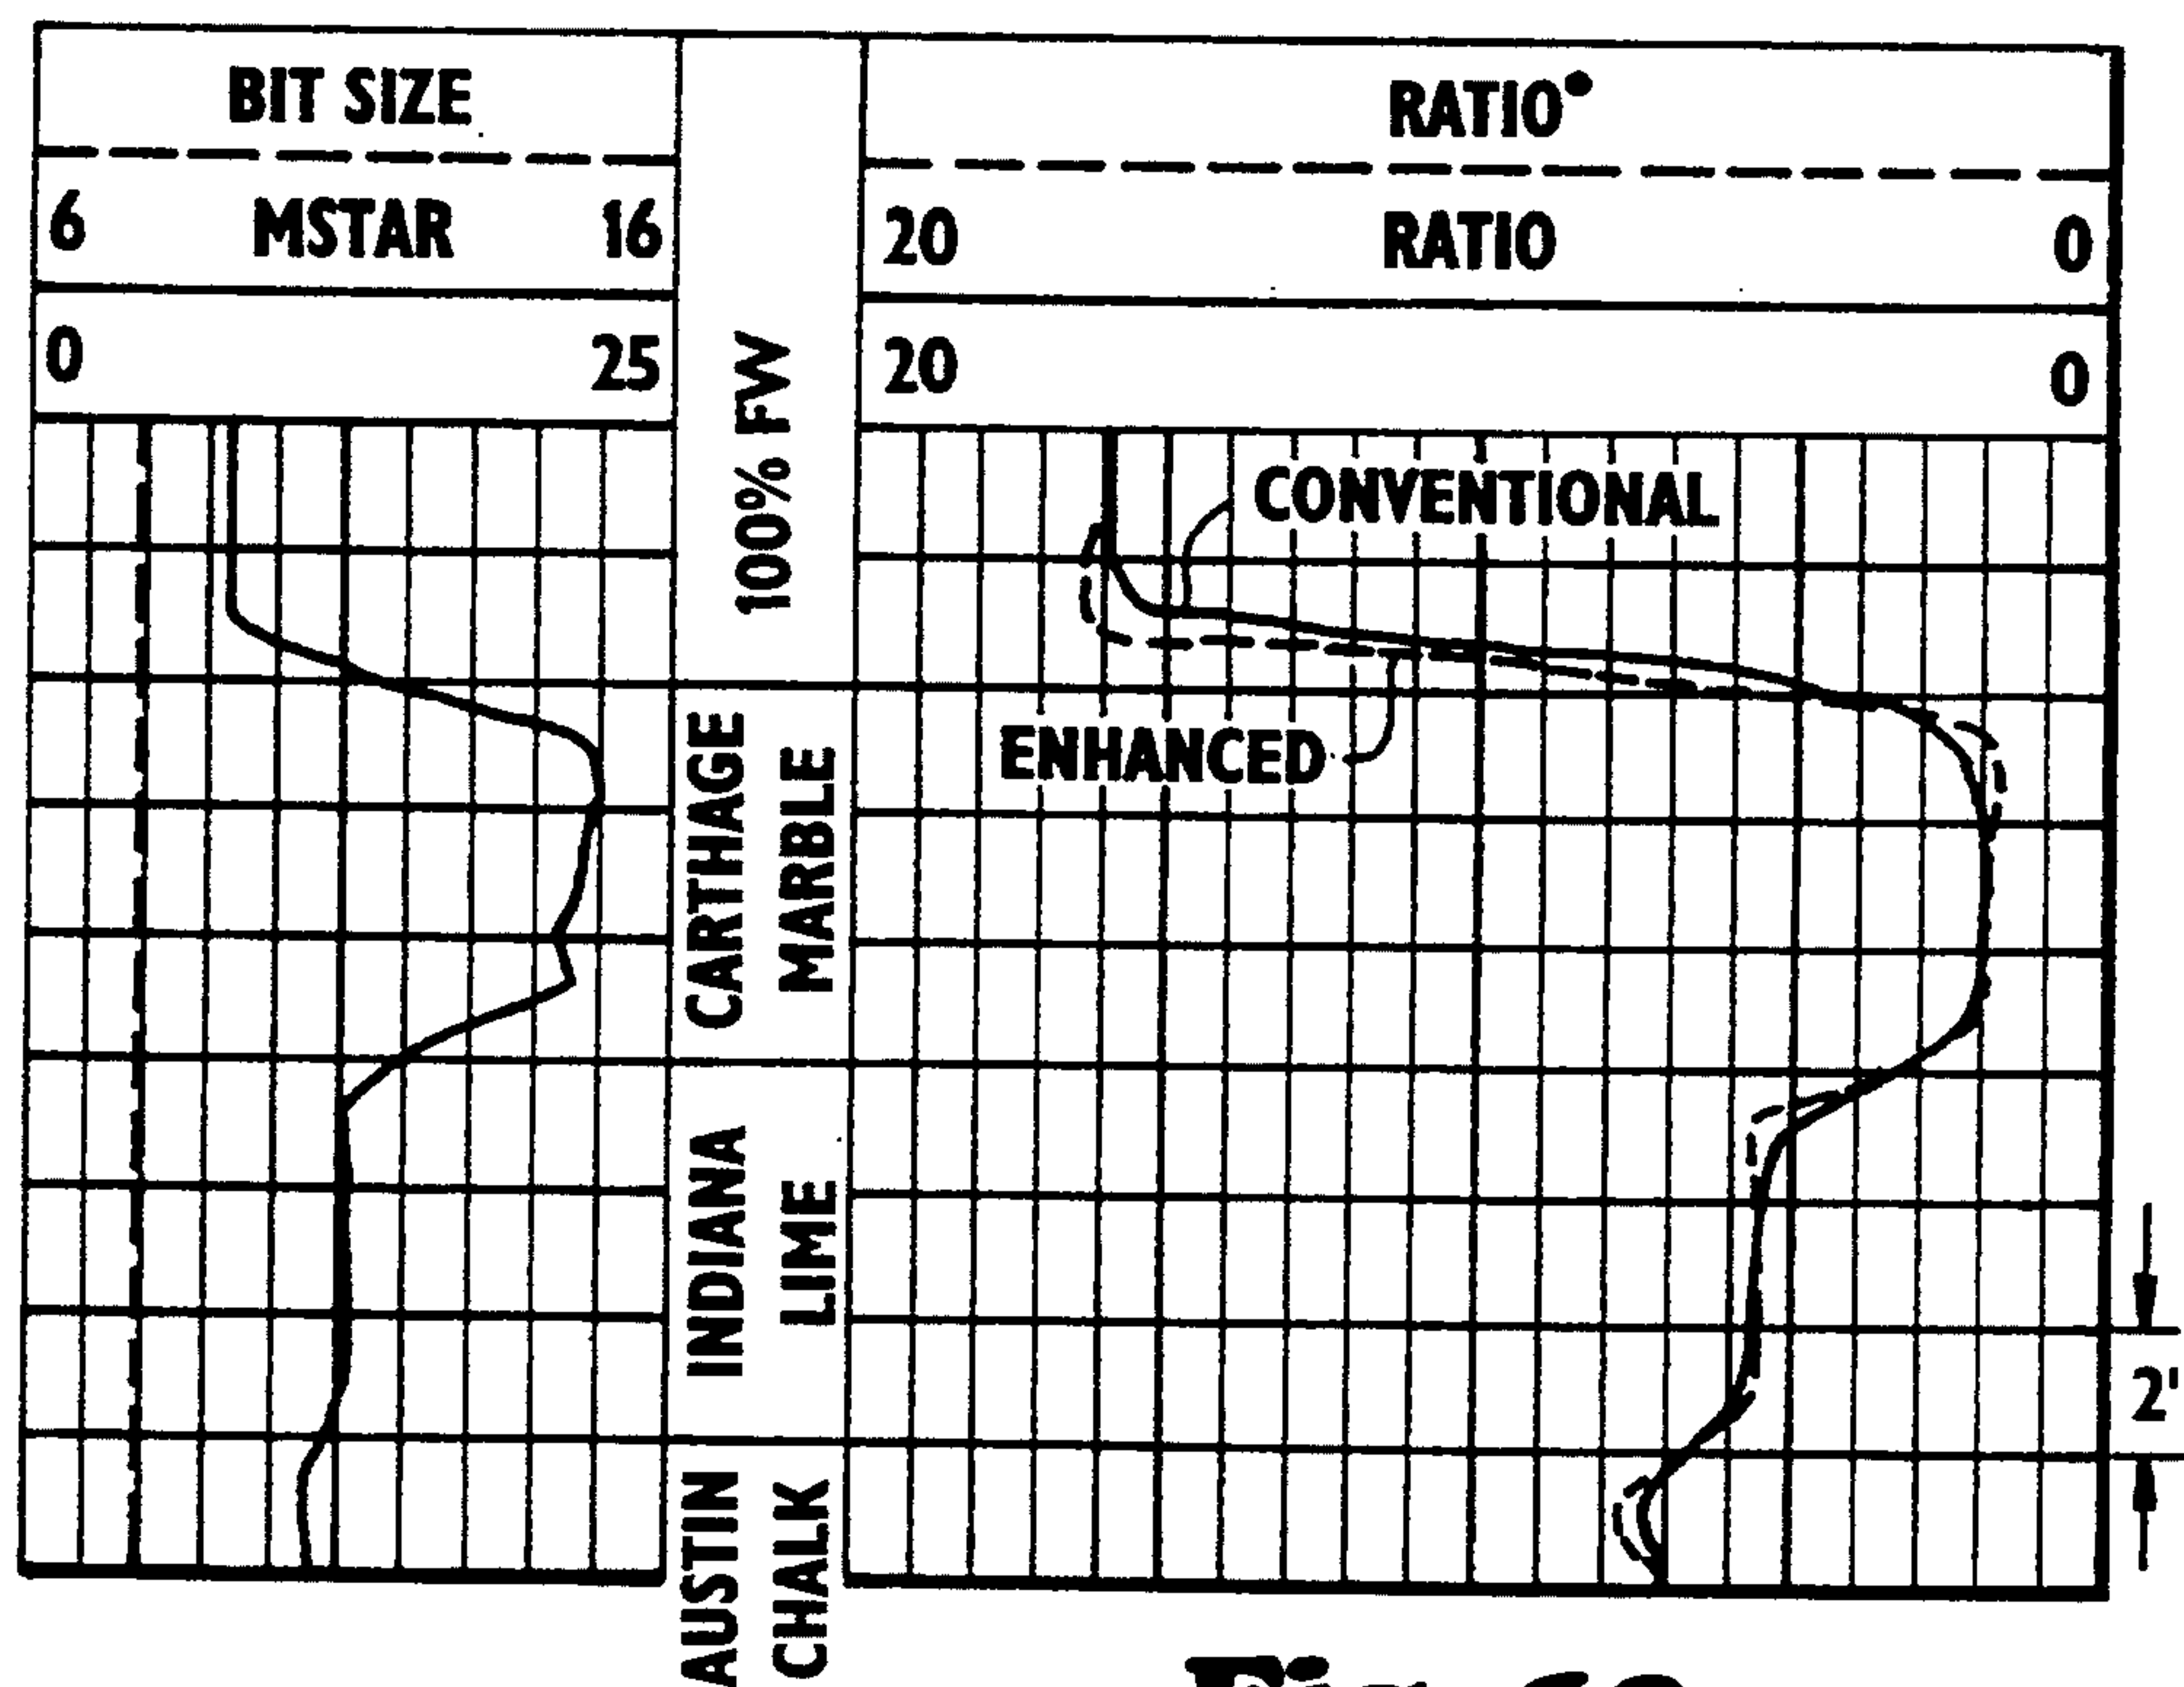 BIT SIZE
6 MSTAR 16
0 25
100% FW
CARTHAGE
MARBLE
INDIANA
LIME
AUSTIN
CHALK
RATIO•
20 RATIO 0
20 0
CONVENTIONAL
ENHANCED
2'